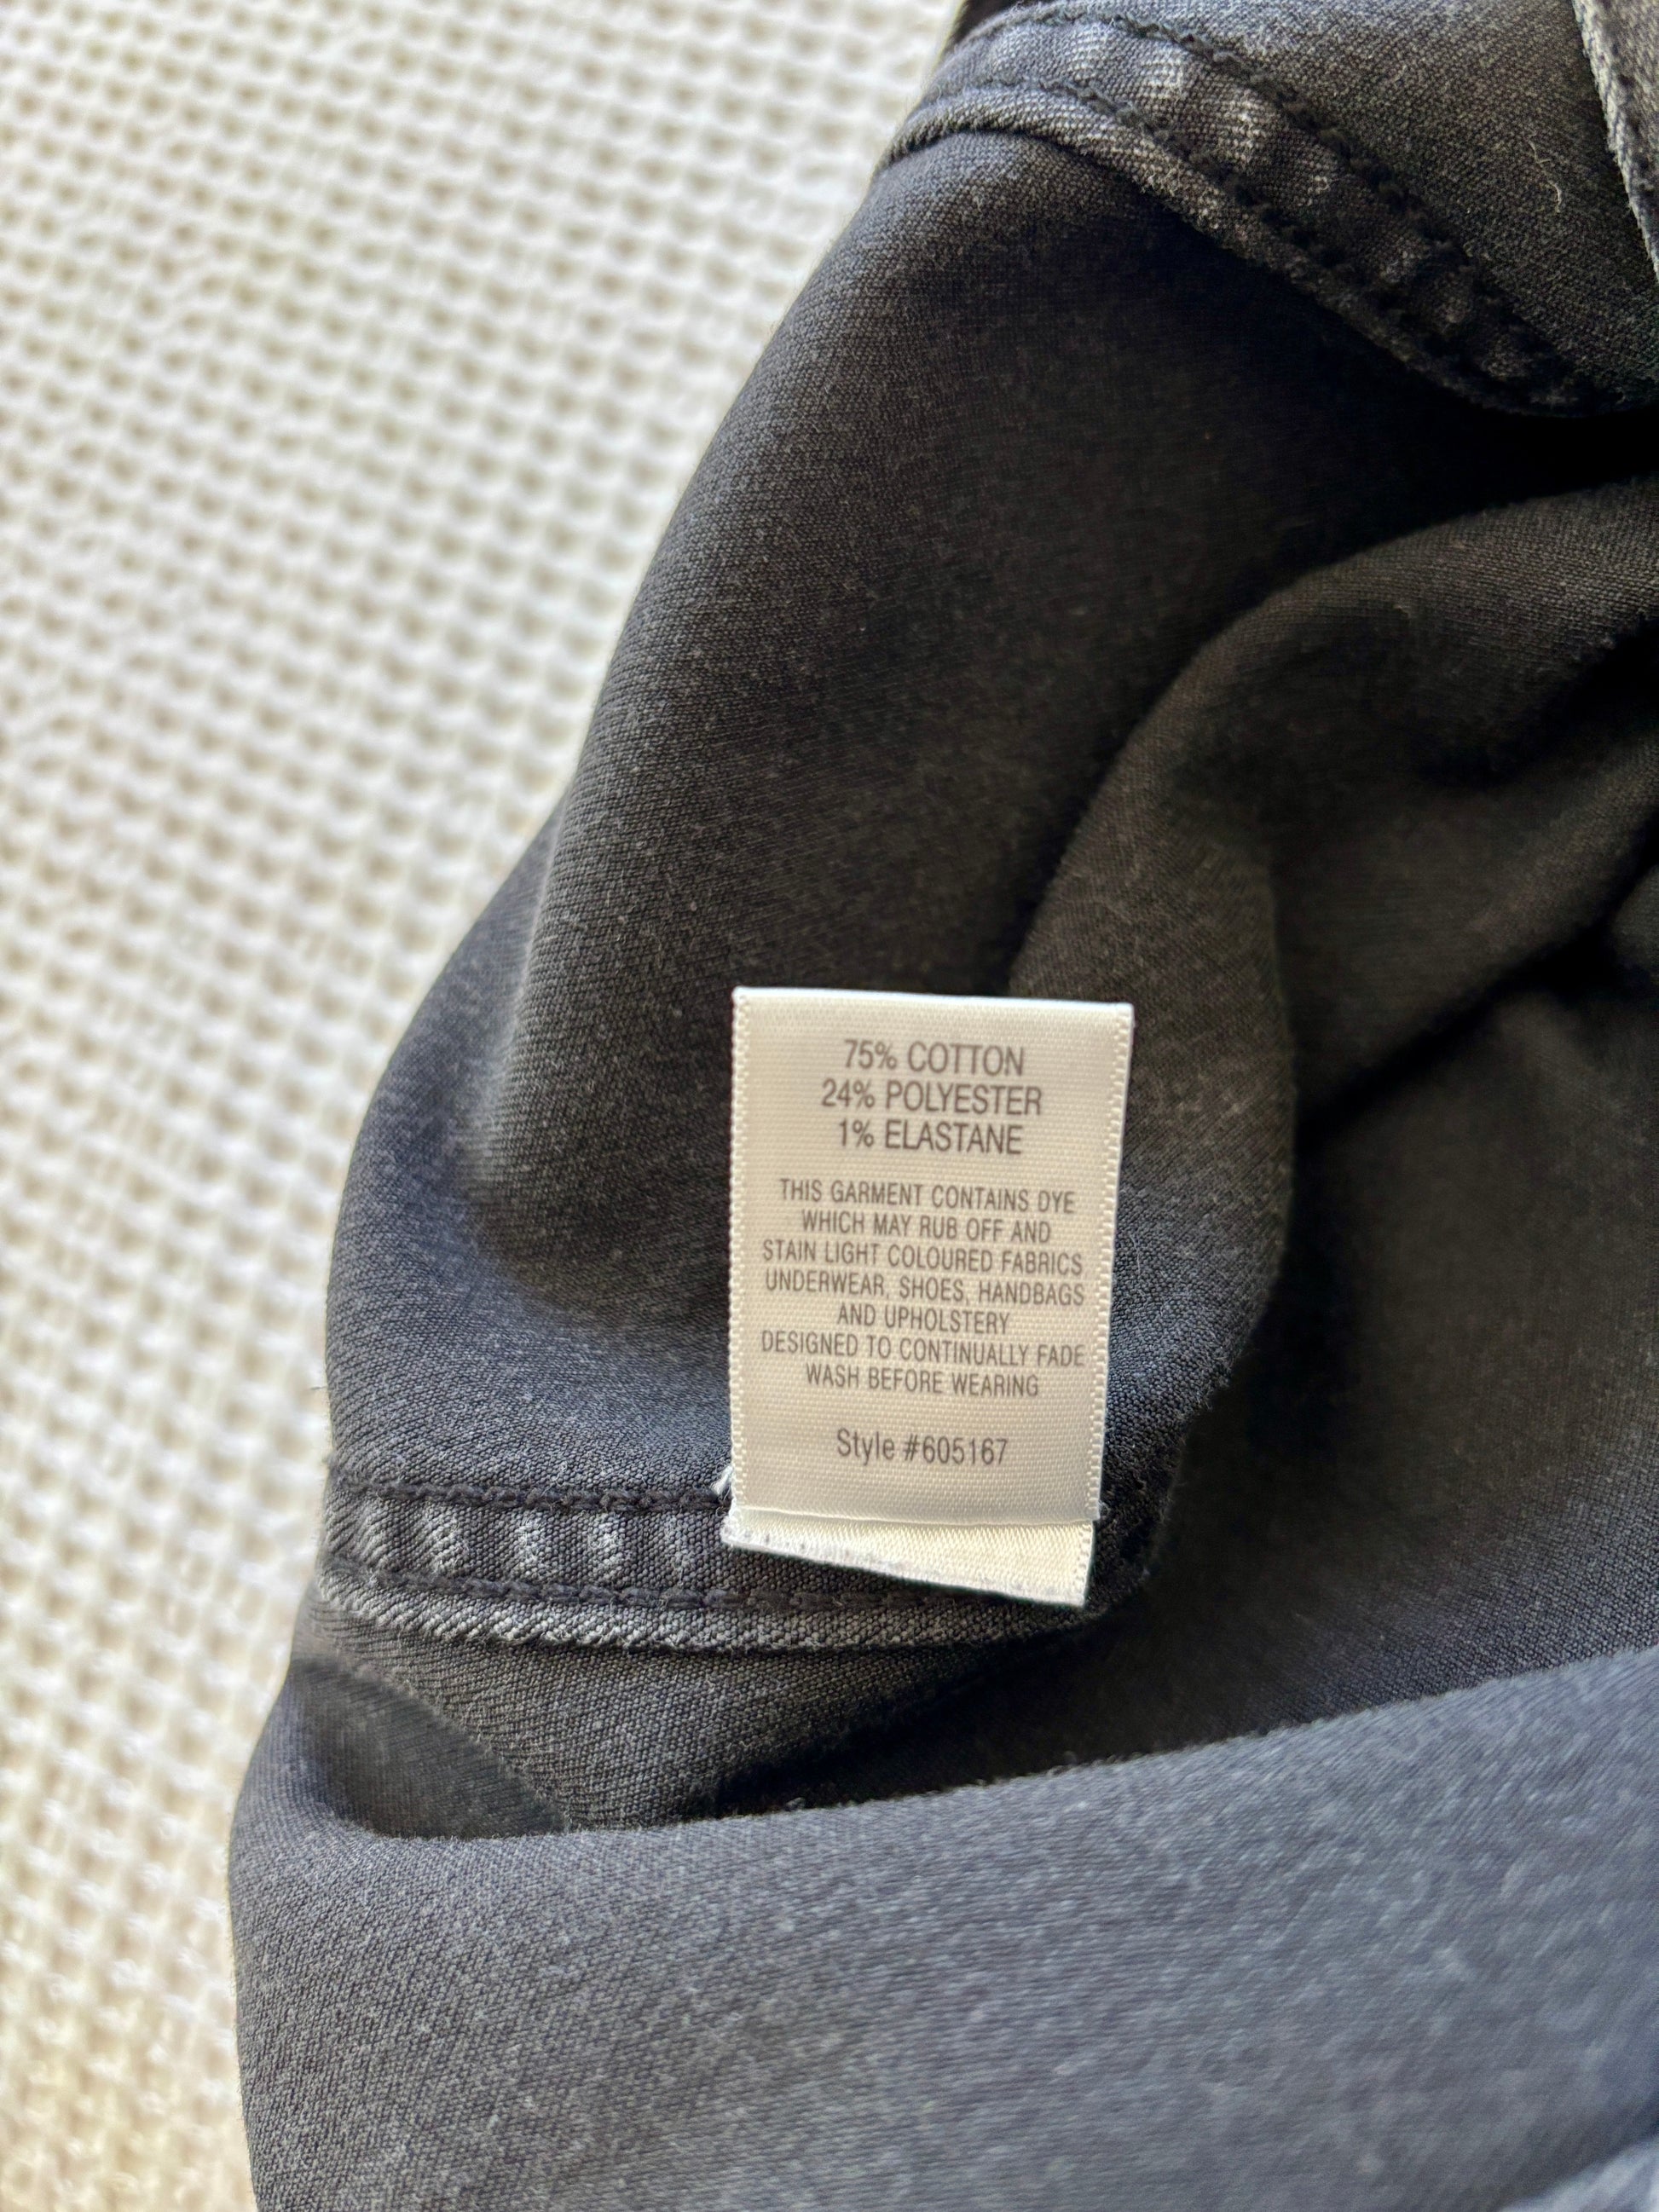 75% COTTON
24% POLYESTER
1% ELASTANE
THIS GARMENT CONTAINS DYE
WHICH MAY RUB OFF AND
STAIN LIGHT COLOURED FABRICS
UNDERWEAR, SHOES, HANDBAGS
AND UPHOLSTERY
DESIGNED TO CONTINUALLY FADE
WASH BEFORE WEARING
Style #605167